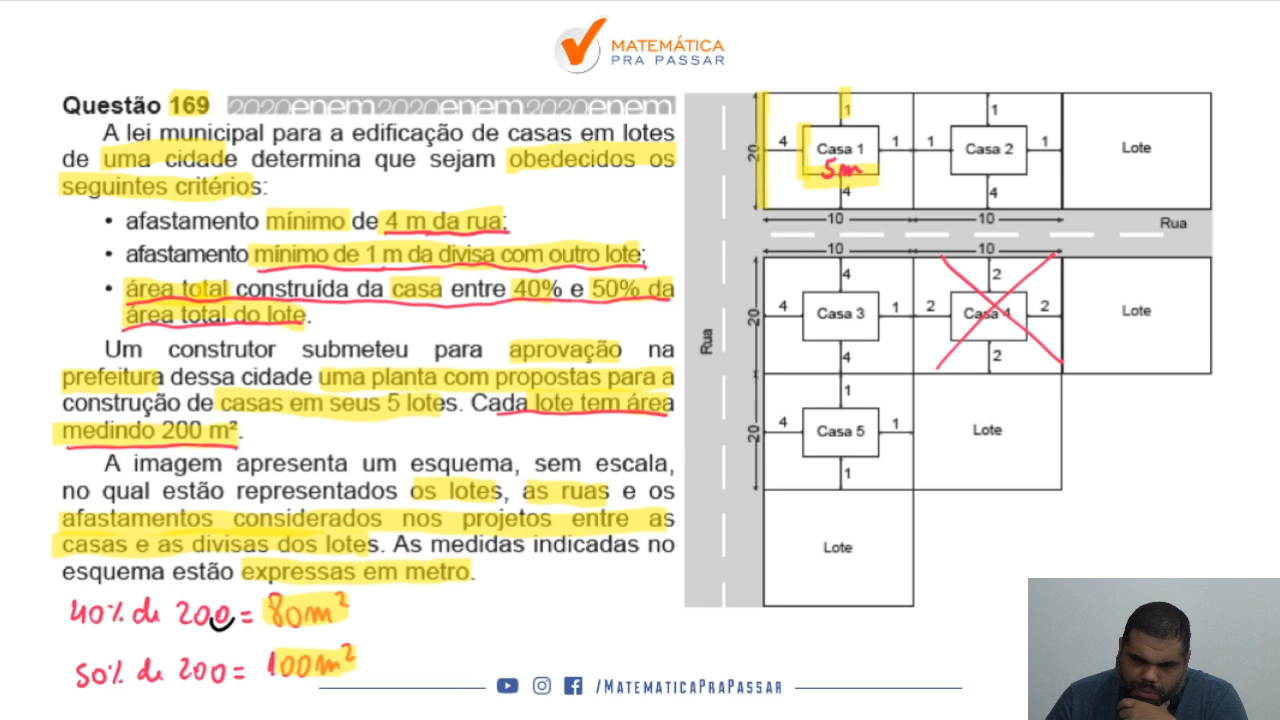 MATEMÁTICA
PRA PASSAR
Questão 169 2020enem2020enem2020enem
A lei municipal para a edificação de casas em lotes
de uma cidade determina que sejam obedecidos os
seguintes critérios:
• afastamento mínimo de 4 m da rua;
• afastamento mínimo de 1 m da divisa com outro lote;
• área total construída da casa entre 40% e 50% da
área total do lote.
Um construtor submeteu para aprovação na
prefeitura dessa cidade uma planta com propostas para a
construção de casas em seus 5 lotes. Cada lote tem área
medindo 200 m².
A imagem apresenta um esquema, sem escala,
no qual estão representados os lotes, as ruas e os
afastamentos considerados nos projetos entre as
casas e as divisas dos lotes. As medidas indicadas no
esquema estão expressas em metro.
40% de 200 = 80m²
50% de 200 = 100m²
1 1
20 4 Casa 1 1 1 Casa 2 1 Lote
5m
4 4
10 10
Rua
10 10
4 2
Rua 20 4 Casa 3 1 2 Casa 4 2 Lote
4 2
1
20 4 Casa 5 1 Lote
1
Lote
/MATEMATICAPRAPASSAR